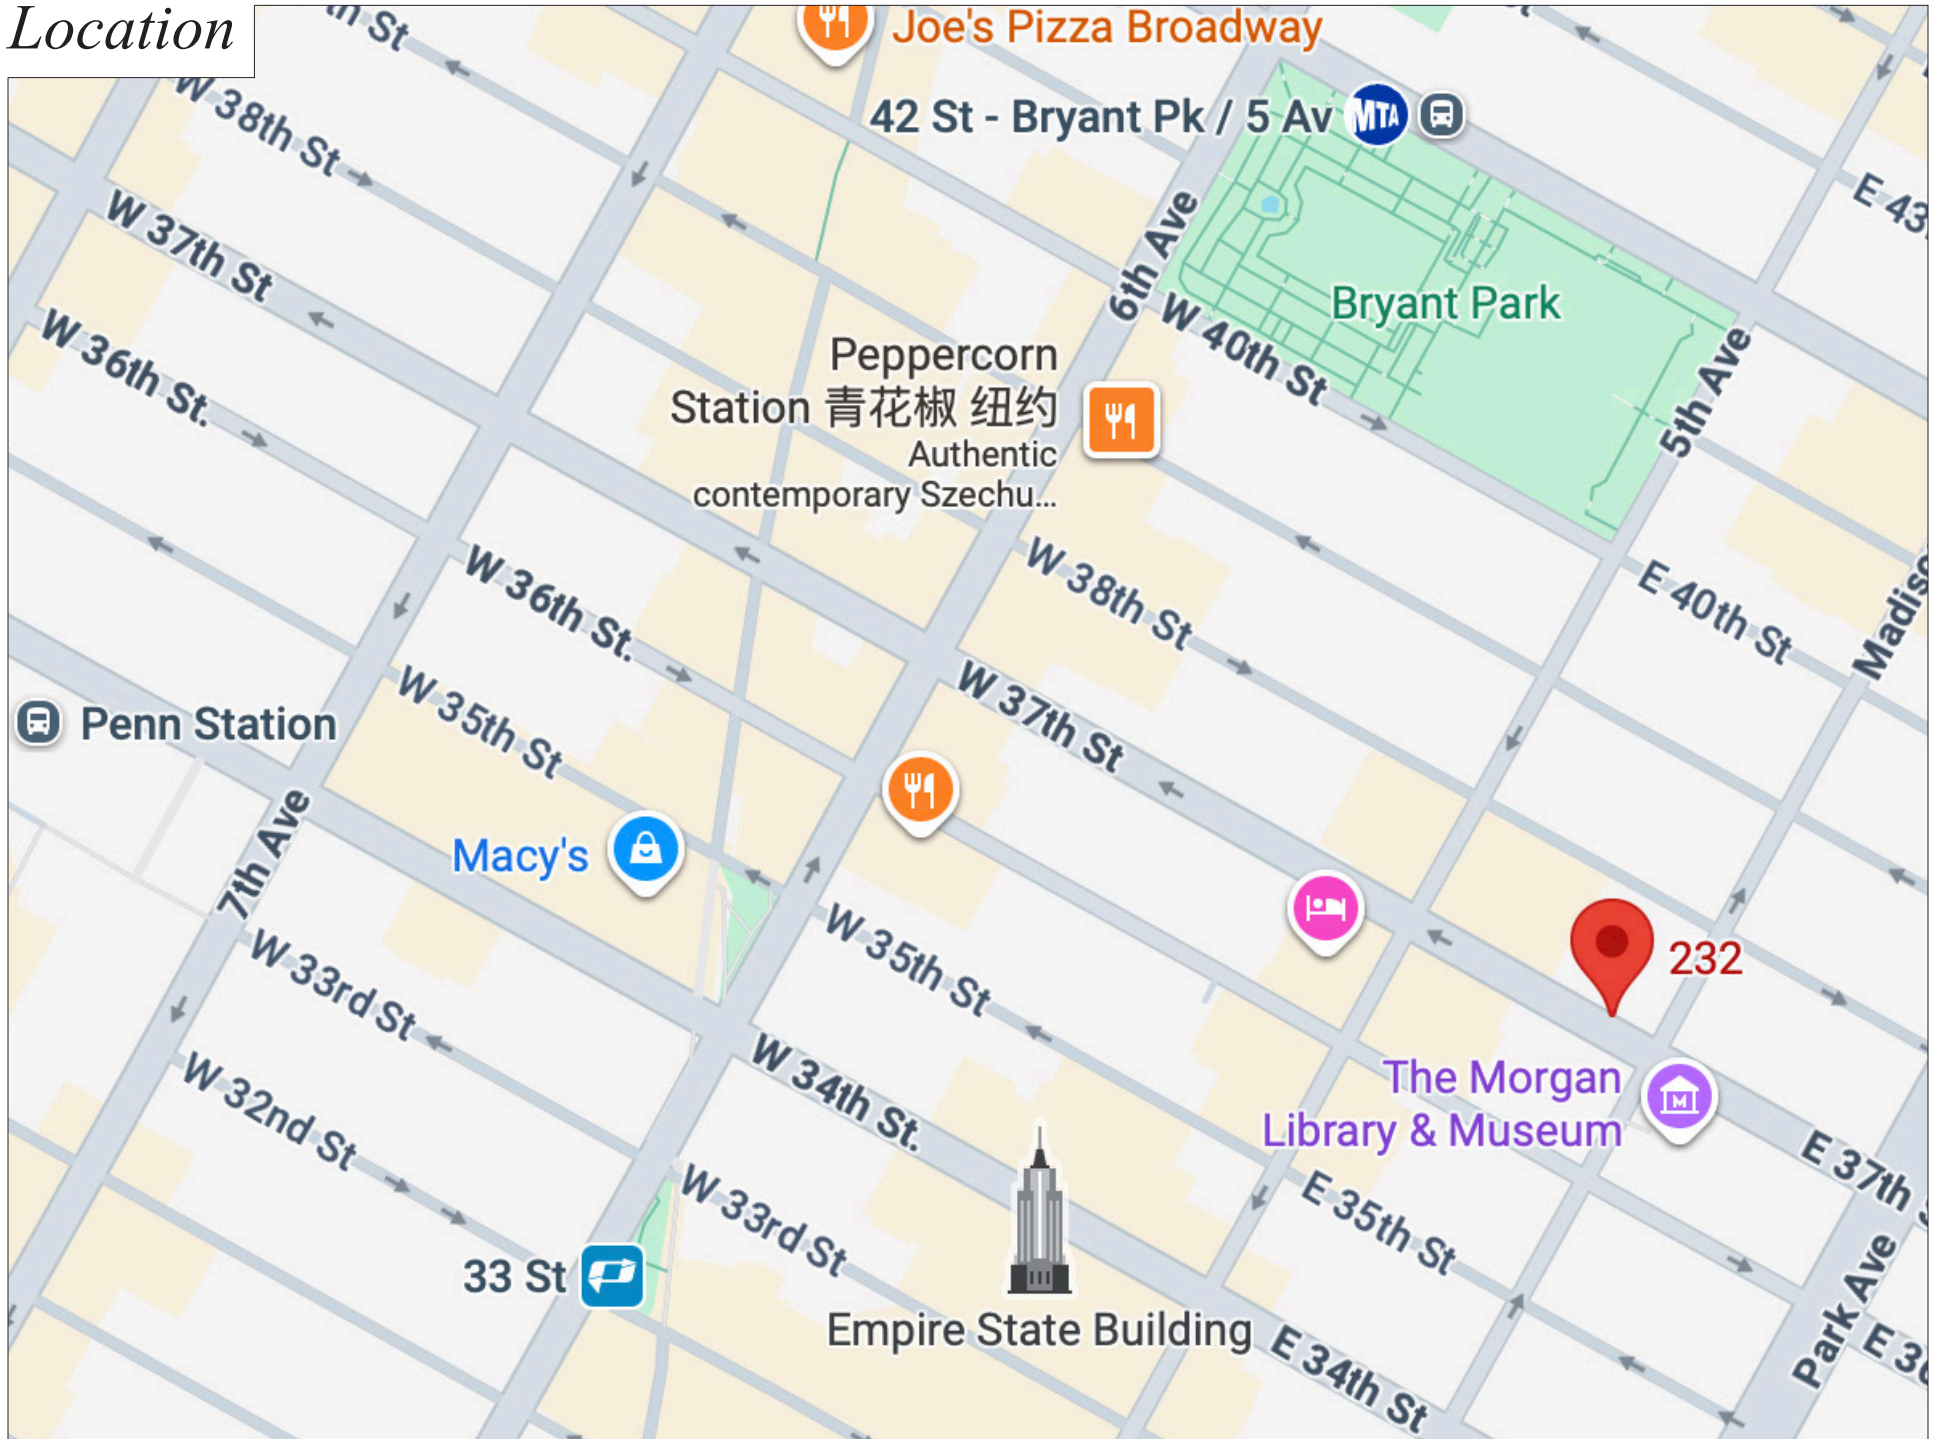 Location
Joe's Pizza Broadway
42 St - Bryant Pk / 5 Av
MTA
W 38th St
W 37th St
W 36th St.
E 43
6th Ave
Bryant Park
W 40th St
5th Ave
Peppercorn
Station 青花椒 纽约
Authentic
contemporary Szechu...
W 38th St
E 40th St
W 36th St.
W 37th St
Penn Station
W 35th St
7th Ave
Macy's
W 35th St
232
W 33rd St
W 34th St.
The Morgan
Library & Museum
M
W 32nd St
W 33rd St
E 35th St
E 37th
33 St
Empire State Building
E 34th St
Park Ave